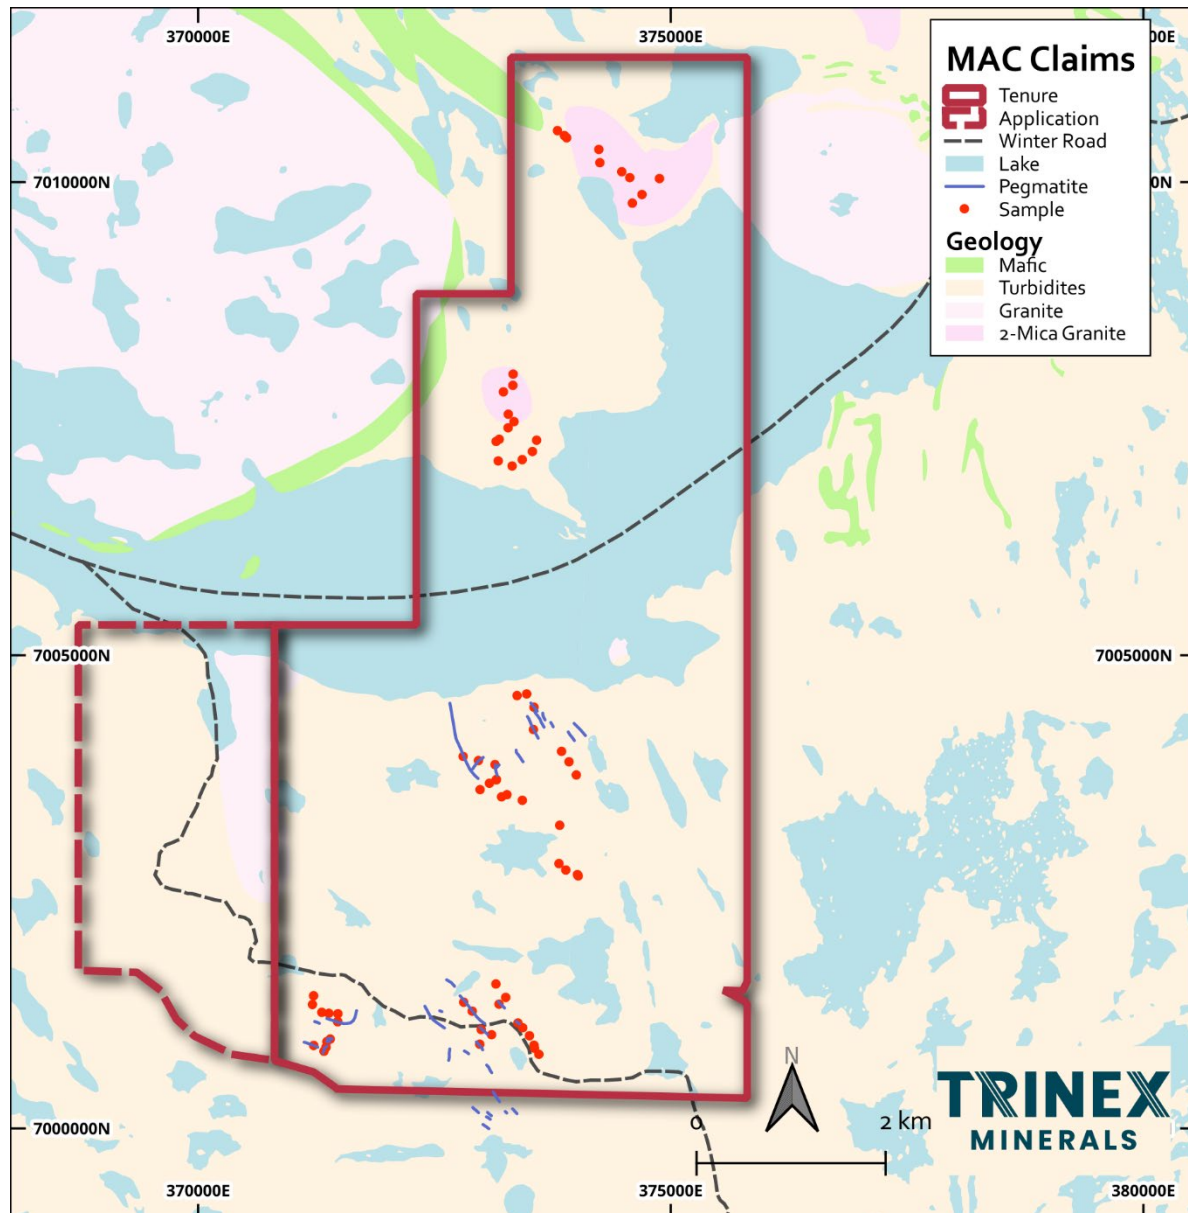 370000E
375000E
00E
MAC Claims
Tenure
Application
Winter Road
Lake
Pegmatite
Sample
Geology
Mafic
Turbidites
Granite
2-Mica Granite
7010000N
0N
7005000N
7005000N
N
0
2 km
TRINEX
MINERALS
7000000N
370000E
375000E
380000E